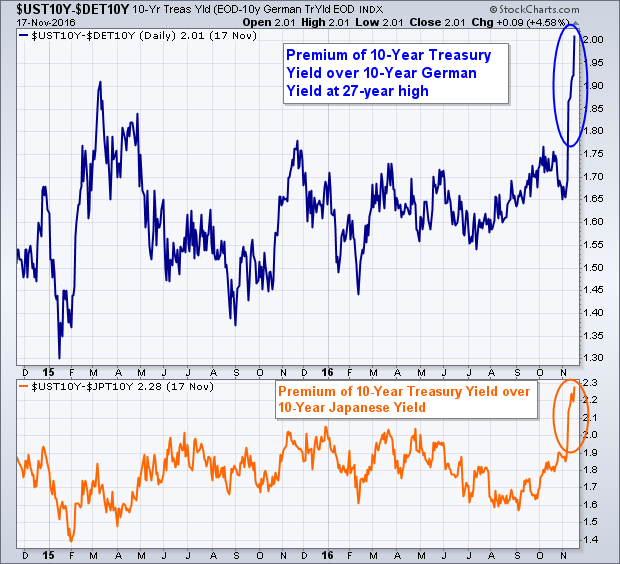 $UST10Y-$DET10Y 10-Yr Treas Yld (EOD-10y German TrYld EOD INDX
© StockCharts.com
17-Nov-2016
Open 2.01 High 2.01 Low 2.01 Close 2.01 Chg +0.09 (+4.58%)
$UST10Y-$DET10Y (Daily) 2.01 (17 Nov)
Premium of 10-Year Treasury
Yield over 10-Year German
Yield at 27-year high
2.00
1.95
1.90
1.85
1.80
1.75
1.70
1.65
1.60
1.55
1.50
1.45
1.40
1.35
1.30
D 15 F M A M J J A S O N D 16 F M A M J J A S O N
$UST10Y-$JPT10Y 2.28 (17 Nov)
Premium of 10-Year Treasury Yield over
10-Year Japanese Yield
2.3
2.2
2.1
2.0
1.9
1.8
1.7
1.6
1.5
1.4
D 15 F M A M J J A S O N D 16 F M A M J J A S O N